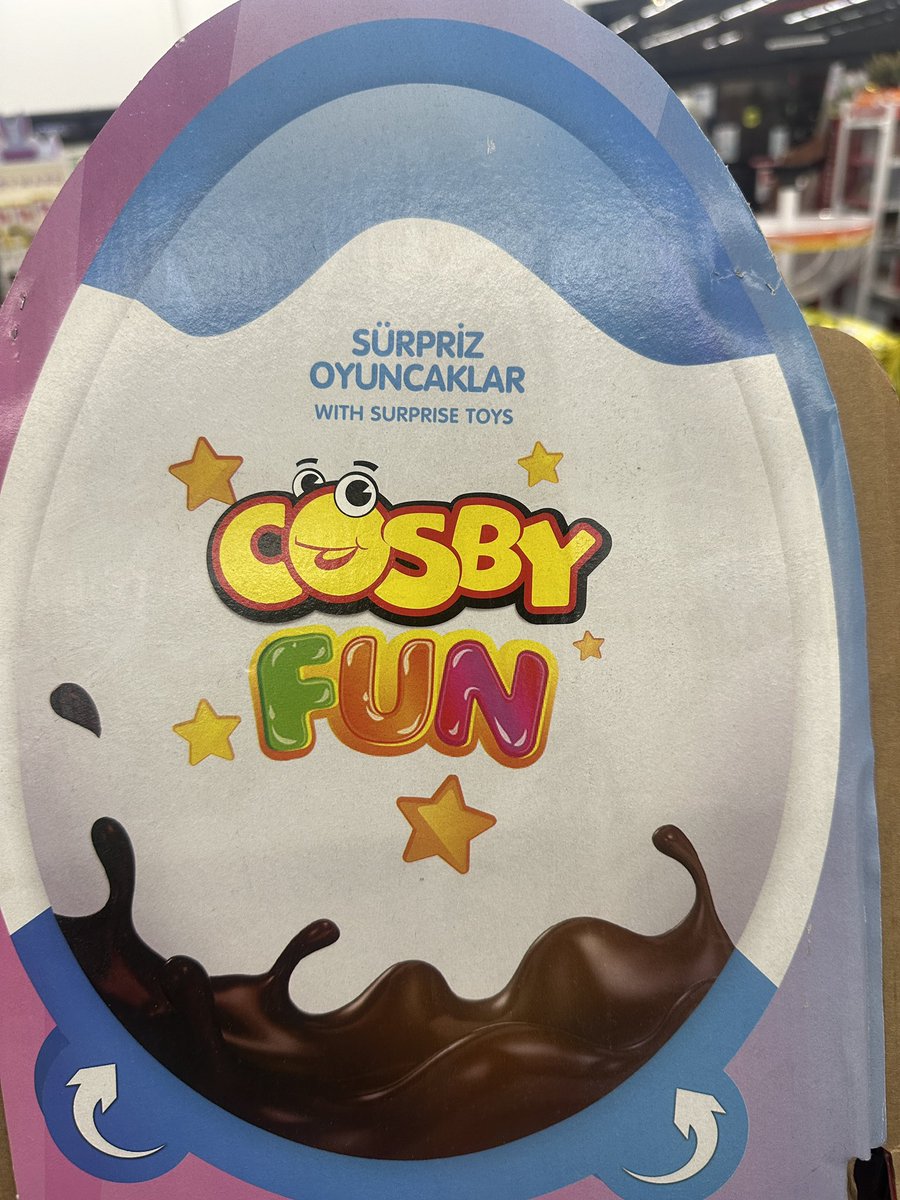 SÜRPRİZ
OYUNCAKLAR
WITH SURPRISE TOYS
COSBY
FUN